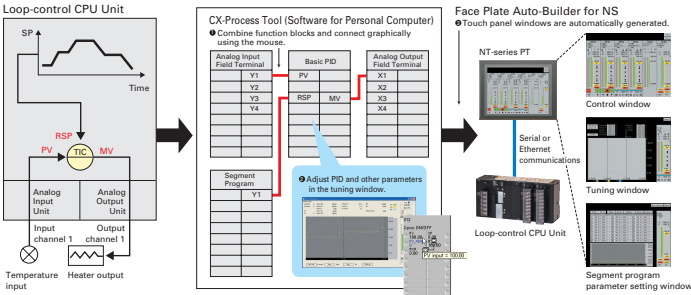 Loop-control CPU Unit
SP
Time
RSP
PV
TIC
MV
Analog
Input
Unit
Analog
Output
Unit
Input
channel 1
Output
channel 1
Temperature
input
Heater output
CX-Process Tool (Software for Personal Computer)
❶ Combine function blocks and connect graphically
using the mouse.
Analog Input
Field Terminal
Y1
Y2
Y3
Y4
Basic PID
PV
RSP MV
Analog Output
Field Terminal
X1
X2
X3
X4
Segment
Program
Y1
❷ Adjust PID and other parameters
in the tuning window.
PV input = 100.00
Face Plate Auto-Builder for NS
❸ Touch panel windows are automatically generated.
NT-series PT
Serial or
Ethernet
communications
Loop-control CPU Unit
Control window
Tuning window
Segment program
parameter setting window